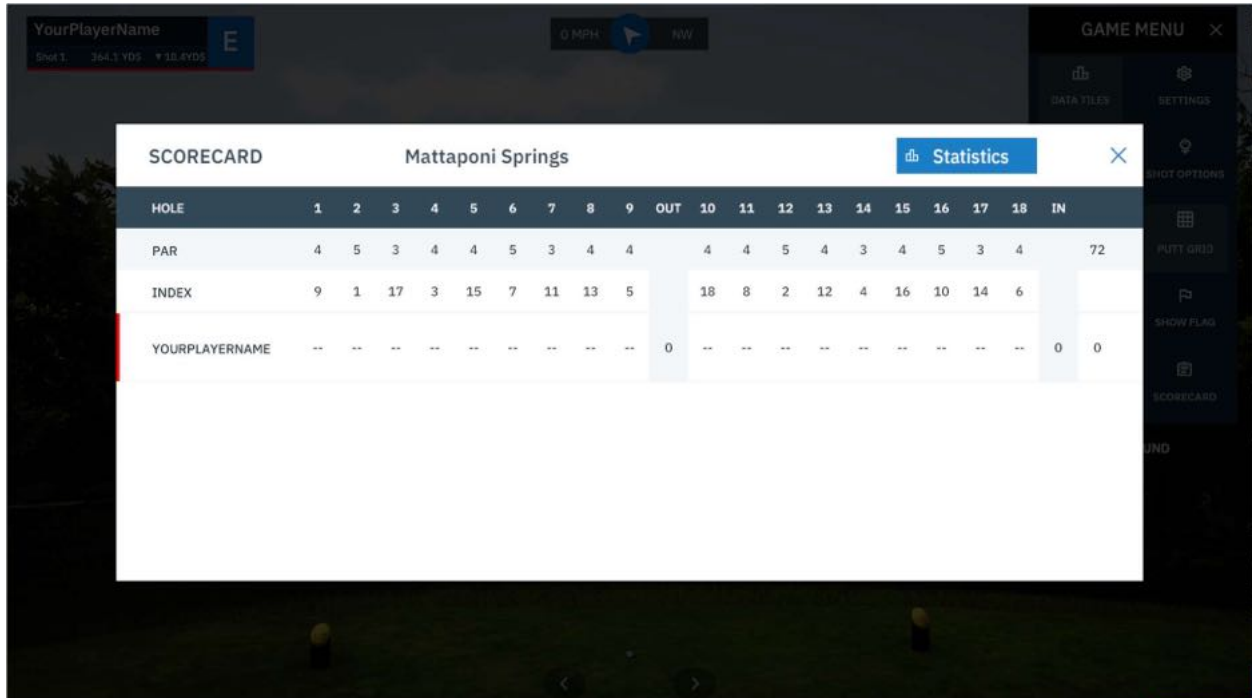 YourPlayerName E
Shot 1 364.3 YDS ▼ 18.4YDS
0 MPH NW
GAME MENU ×
DATA TILES SETTINGS
SHOT OPTIONS
PUTT GRID
SHOW FLAG
SCORECARD
UND
SCORECARD Mattaponi Springs Statistics ×
HOLE 1 2 3 4 5 6 7 8 9 OUT 10 11 12 13 14 15 16 17 18 IN
PAR 4 5 3 4 4 5 3 4 4 4 4 5 4 3 4 5 3 4 72
INDEX 9 1 17 3 15 7 11 13 5 18 8 2 12 4 16 10 14 6
YOURPLAYERNAME -- -- -- -- -- -- -- -- -- 0 -- -- -- -- -- -- -- -- -- 0 0